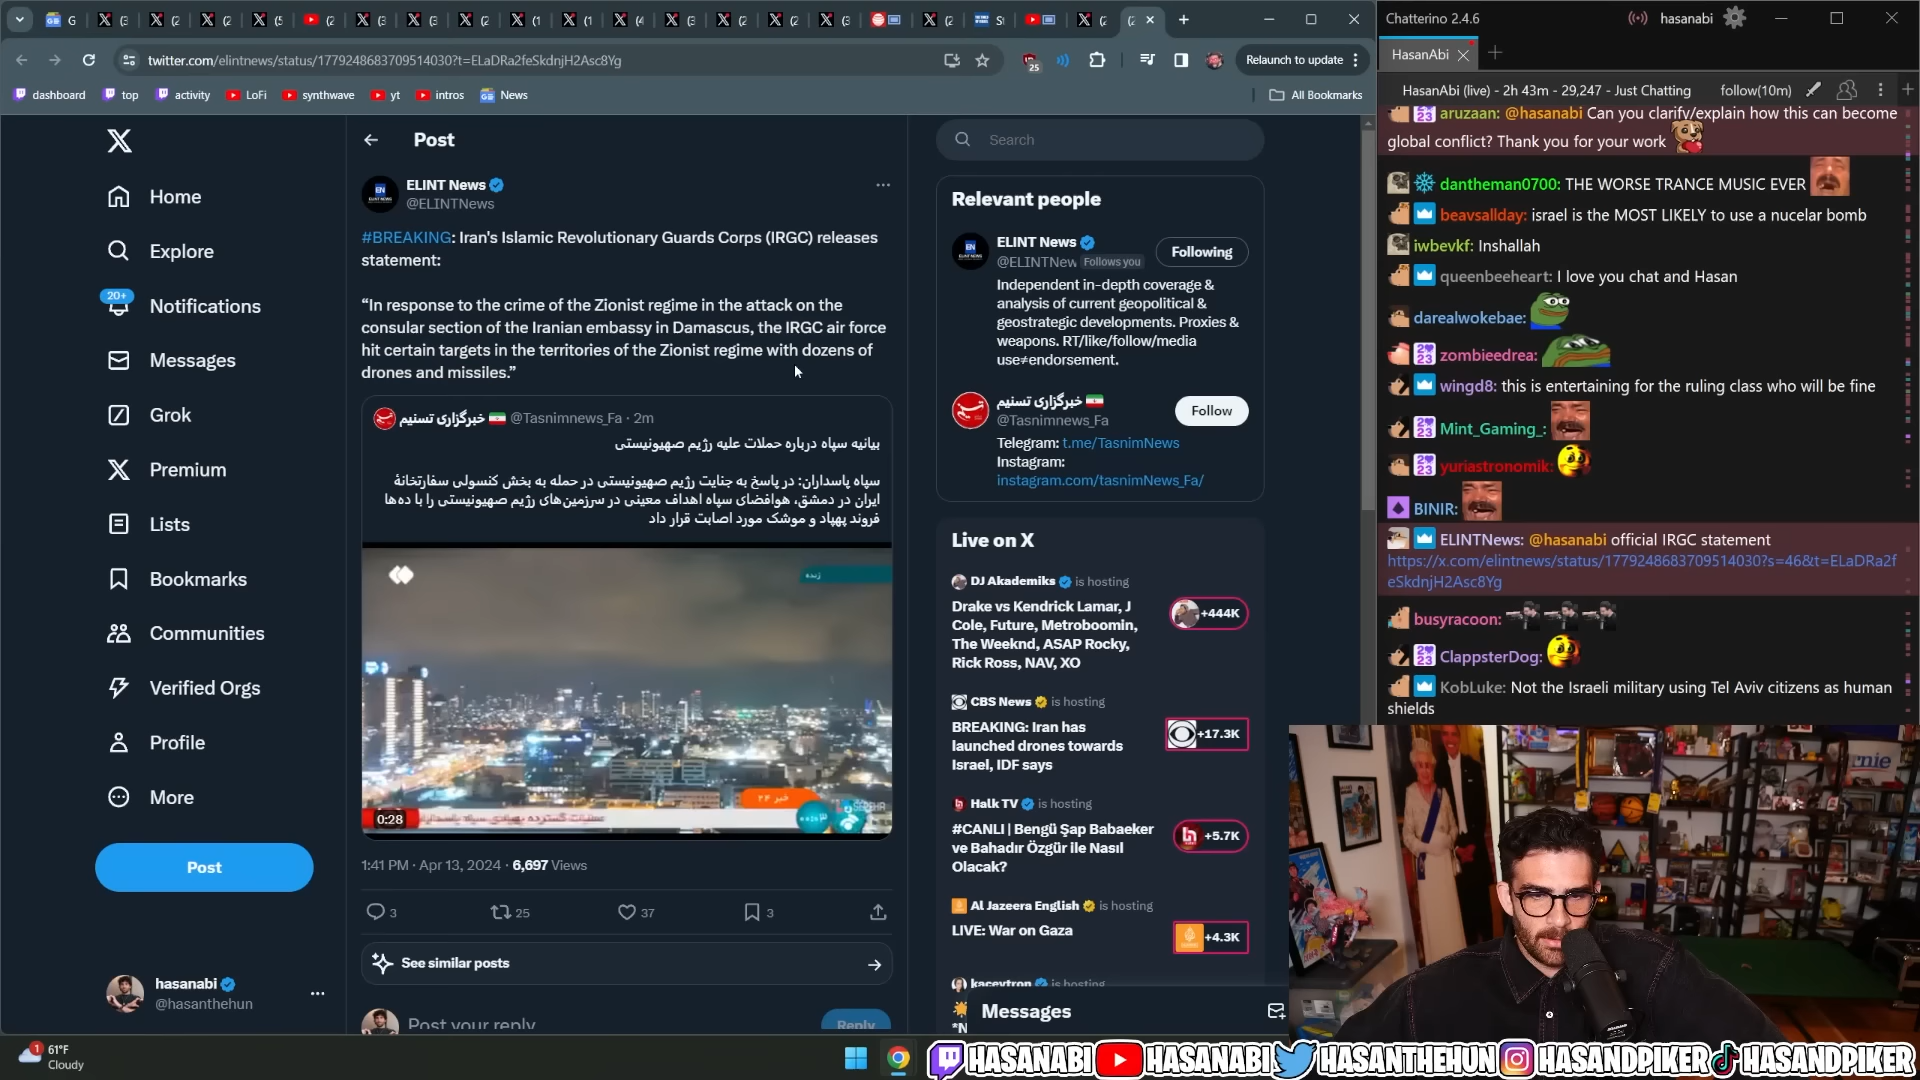 twitter.com/elintnews/status/1779248683709514030?t=ELaDRa2feSkdnjH2Asc8Yg
25
Relaunch to update
dashboard
top
activity
LoFi
synthwave
yt
intros
News
All Bookmarks
Home
Explore
20+
Notifications
Messages
Grok
Premium
Lists
Bookmarks
Communities
Verified Orgs
Profile
More
Post
hasanabi
@hasanthehun
Post
ELINT News
@ELINTNews
#BREAKING: Iran's Islamic Revolutionary Guards Corps (IRGC) releases
statement:
“In response to the crime of the Zionist regime in the attack on the
consular section of the Iranian embassy in Damascus, the IRGC air force
hit certain targets in the territories of the Zionist regime with dozens of
drones and missiles.”
خبرگزاری تسنیم @Tasnimnews_Fa · 2m
بیانیه سپاه درباره حملات علیه رژیم صهیونیستی
سپاه پاسداران: در پاسخ به جنایت رژیم صهیونیستی در حمله به بخش کنسولی سفارتخانهٔ
ایران در دمشق، هوافضای سپاه اهداف معینی در سرزمین‌های رژیم صهیونیستی را با ده‌ها
فروند پهپاد و موشک مورد اصابت قرار داد
زنده
خبر ۲۴
0:28
1:41 PM · Apr 13, 2024 · 6,697 Views
3
25
37
3
See similar posts
Post your reply
Reply
Search
Relevant people
ELINT News
@ELINTNew Follows you
Following
Independent in-depth coverage &
analysis of current geopolitical &
geostrategic developments. Proxies &
weapons. RT/like/follow/media
use≠endorsement.
خبرگزاری تسنیم
@Tasnimnews_Fa
Follow
Telegram: t.me/TasnimNews
Instagram:
instagram.com/tasnimNews_Fa/
Live on X
DJ Akademiks is hosting
Drake vs Kendrick Lamar, J
Cole, Future, Metroboomin,
The Weeknd, ASAP Rocky,
Rick Ross, NAV, XO
+444K
CBS News is hosting
BREAKING: Iran has
launched drones towards
Israel, IDF says
+17.3K
Halk TV is hosting
#CANLI | Bengü Şap Babaeker
ve Bahadır Özgür ile Nasıl
Olacak?
+5.7K
Al Jazeera English is hosting
LIVE: War on Gaza
+4.3K
kaceytron is hosting
Messages
Chatterino 2.4.6
hasanabi
HasanAbi
HasanAbi (live) - 2h 43m - 29,247 - Just Chatting
follow(10m)
aruzaan: @hasanabi Can you clarify/explain how this can become
global conflict? Thank you for your work
dantheman0700: THE WORSE TRANCE MUSIC EVER
beavsallday: israel is the MOST LIKELY to use a nucelar bomb
iwbevkf: Inshallah
queenbeeheart: I love you chat and Hasan
darealwokebae:
zombieedrea:
wingd8: this is entertaining for the ruling class who will be fine
Mint_Gaming_:
yuriastronomik:
BINIR:
ELINTNews: @hasanabi official IRGC statement
https://x.com/elintnews/status/1779248683709514030?s=46&t=ELaDRa2f
eSkdnjH2Asc8Yg
busyracoon:
ClappsterDog:
KobLuke: Not the Israeli military using Tel Aviv citizens as human
shields
1
61°F
Cloudy
HASANABI HASANABI HASANTHEHUN HASANDPIKER HASANDPIKER